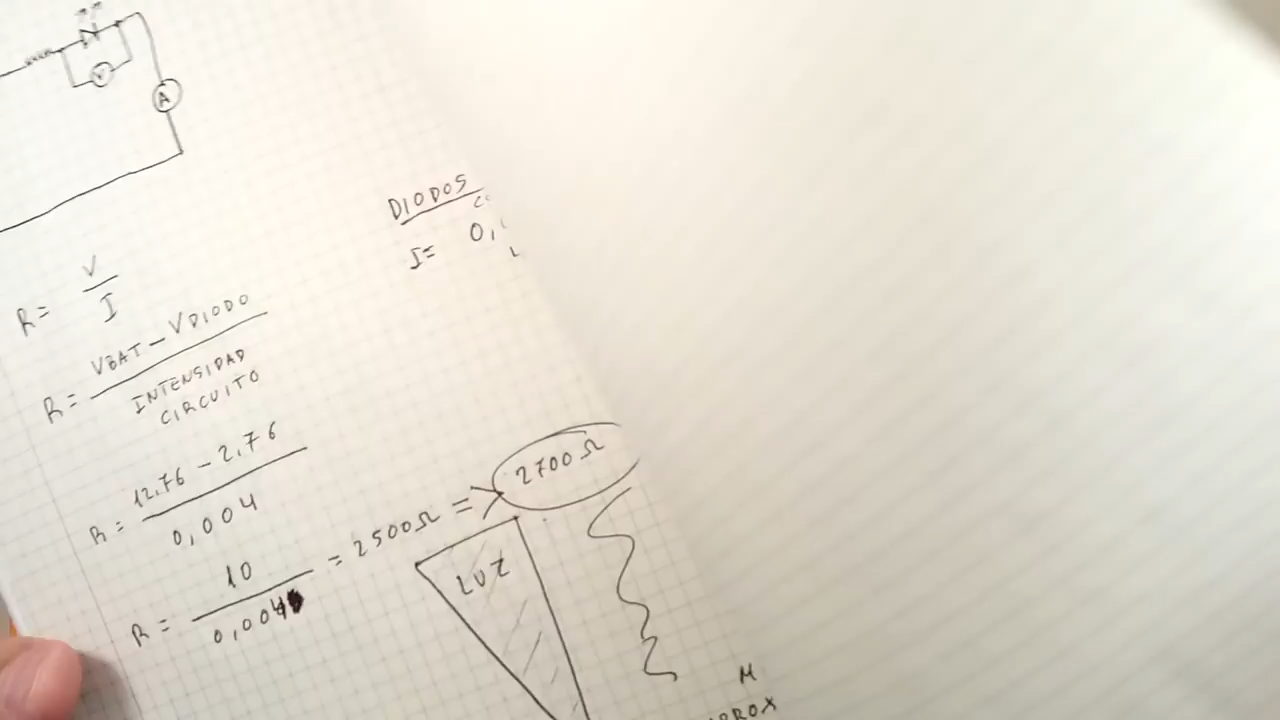 V
A
DIODOS
I= 0,
R= V
I
R= VBAT - VDIODO
INTENSIDAD
CIRCUITO
R= 12,76 - 2,76
0,004
R= 10
0,004
= 2500Ω => 2700Ω
LUZ